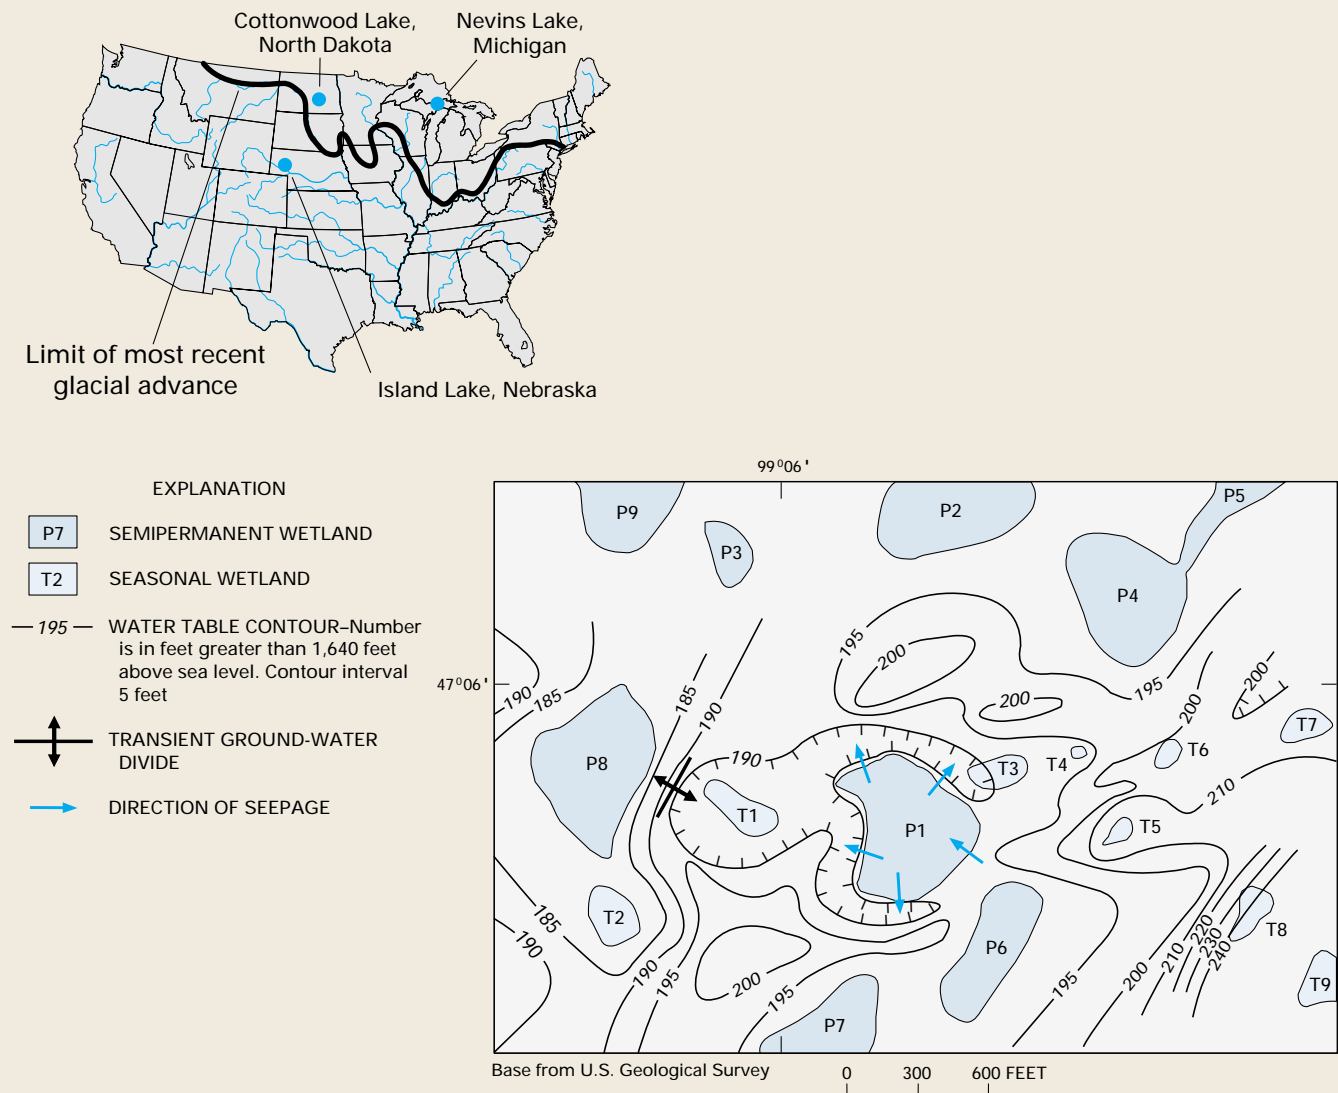 Cottonwood Lake,
North Dakota
Nevins Lake,
Michigan
Limit of most recent
glacial advance
Island Lake, Nebraska
EXPLANATION
P7 SEMIPERMANENT WETLAND
T2 SEASONAL WETLAND
195 WATER TABLE CONTOUR–Number
is in feet greater than 1,640 feet
above sea level. Contour interval
5 feet
TRANSIENT GROUND-WATER
DIVIDE
DIRECTION OF SEEPAGE
99⁰06'
47⁰06'
P9
P3
P2
P5
P4
195
200
200
195
200
200
190
185
185
190
T7
T6
P8
190
T3
T4
210
T1
P1
T5
185
T2
190
P6
220
230
240
210
T8
190
195
200
195
195
200
T9
P7
Base from U.S. Geological Survey
0 300 600 FEET